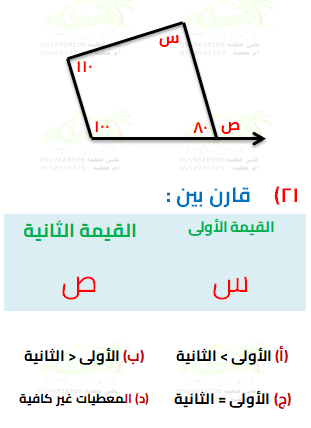 س
١١٠
١٠٠
٨٠
ص
٢١) قارن بين :
القيمة الأولى
القيمة الثانية
س
ص
(أ) الأولى > الثانية
(ب) الأولى < الثانية
(ج) الأولى = الثانية
(د) المعطيات غير كافية